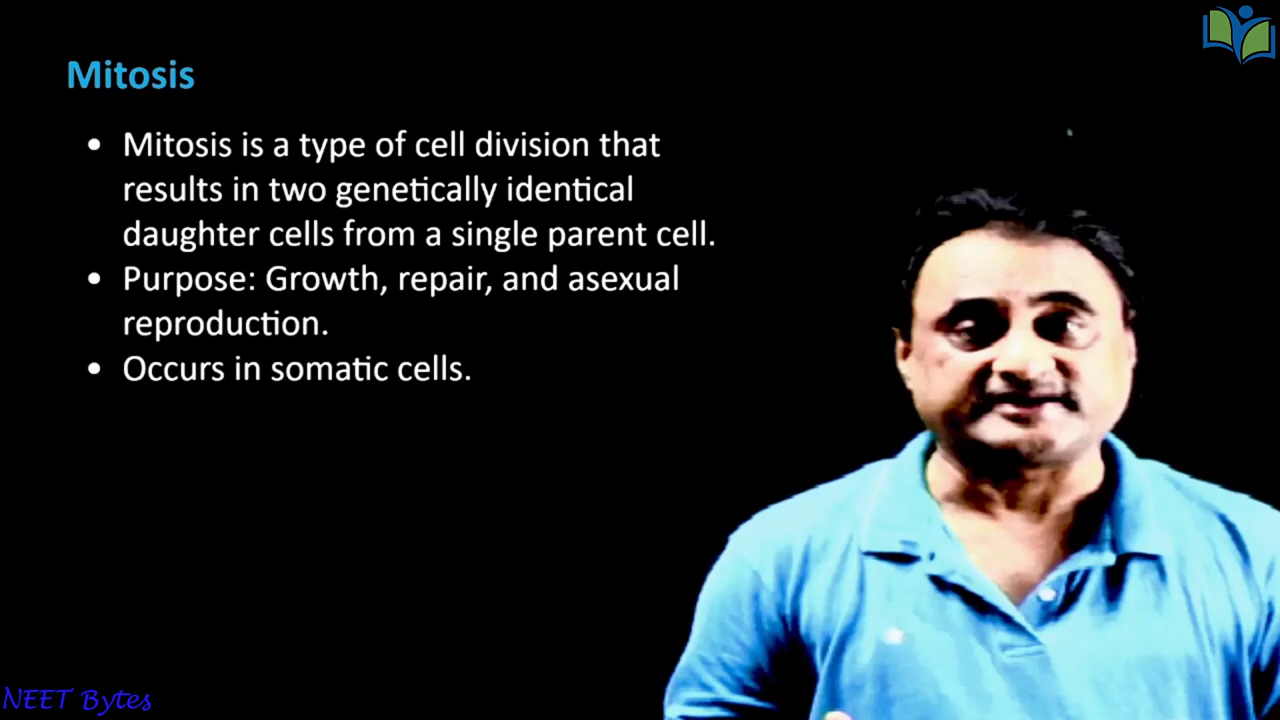 Mitosis
• Mitosis is a type of cell division that
results in two genetically identical
daughter cells from a single parent cell.
• Purpose: Growth, repair, and asexual
reproduction.
• Occurs in somatic cells.
NEET Bytes